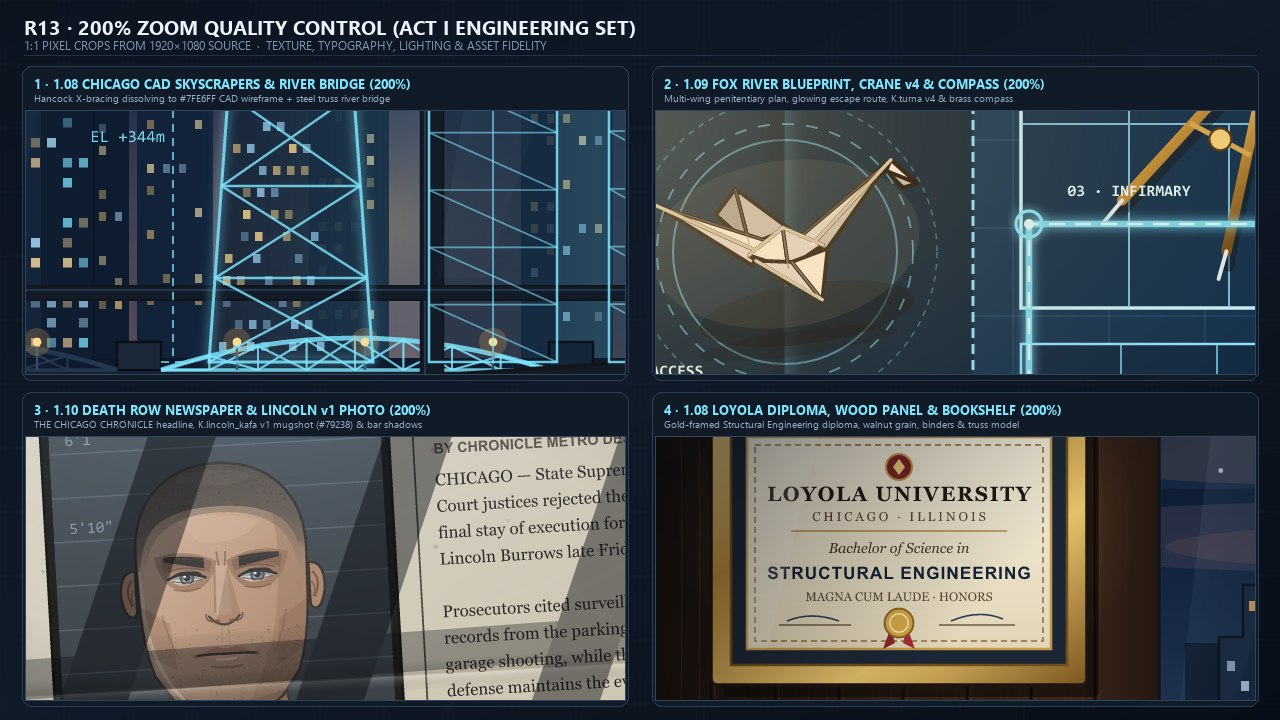 R13 · 200% ZOOM QUALITY CONTROL (ACT I ENGINEERING SET)
1:1 PIXEL CROPS FROM 1920×1080 SOURCE · TEXTURE, TYPOGRAPHY, LIGHTING & ASSET FIDELITY
1 · 1.08 CHICAGO CAD SKYSCRAPERS & RIVER BRIDGE (200%)
Hancock X-bracing dissolving to #7FE6FF CAD wireframe + steel truss river bridge
EL +344m
2 · 1.09 FOX RIVER BLUEPRINT, CRANE v4 & COMPASS (200%)
Multi-wing penitentiary plan, glowing escape route, K.turna v4 & brass compass
03 · INFIRMARY
ACCESS
3 · 1.10 DEATH ROW NEWSPAPER & LINCOLN v1 PHOTO (200%)
THE CHICAGO CHRONICLE headline, K.lincoln_kafa v1 mugshot (#79238) & bar shadows
6'1
5'10"
BY CHRONICLE METRO DE
CHICAGO — State Suprem
Court justices rejected the
final stay of execution for
Lincoln Burrows late Frid
Prosecutors cited surveil
records from the parking
garage shooting, while th
defense maintains the ev
4 · 1.08 LOYOLA DIPLOMA, WOOD PANEL & BOOKSHELF (200%)
Gold-framed Structural Engineering diploma, walnut grain, binders & truss model
LOYOLA UNIVERSITY
CHICAGO · ILLINOIS
Bachelor of Science in
STRUCTURAL ENGINEERING
MAGNA CUM LAUDE · HONORS